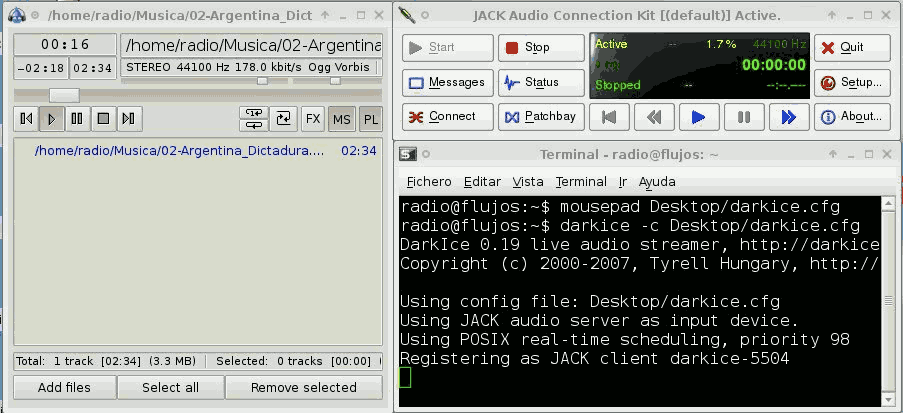 /home/radio/Musica/02-Argentina_Dict
00:16
/home/radio/Musica/02-Argentina
−02:18
02:34
STEREO 44100 Hz 178.0 kbit/s Ogg Vorbis
FX
MS
PL
/home/radio/Musica/02-Argentina_Dictadura....
02:34
Total: 1 track [02:34] (3.3 MB)
Selected: 0 tracks [00:00]
Add files
Select all
Remove selected
JACK Audio Connection Kit [(default)] Active.
Start
Stop
Active -- 1.7% 44100 Hz
00:00:00
Stopped -- --:--.----
Quit
Messages
Status
Setup...
Connect
Patchbay
About...
Terminal - radio@flujos: ~
Fichero Editar Vista Terminal Ir Ayuda
radio@flujos:~$ mousepad Desktop/darkice.cfg
radio@flujos:~$ darkice -c Desktop/darkice.cfg
DarkIce 0.19 live audio streamer, http://darkice
Copyright (c) 2000-2007, Tyrell Hungary, http://
Using config file: Desktop/darkice.cfg
Using JACK audio server as input device.
Using POSIX real-time scheduling, priority 98
Registering as JACK client darkice-5504